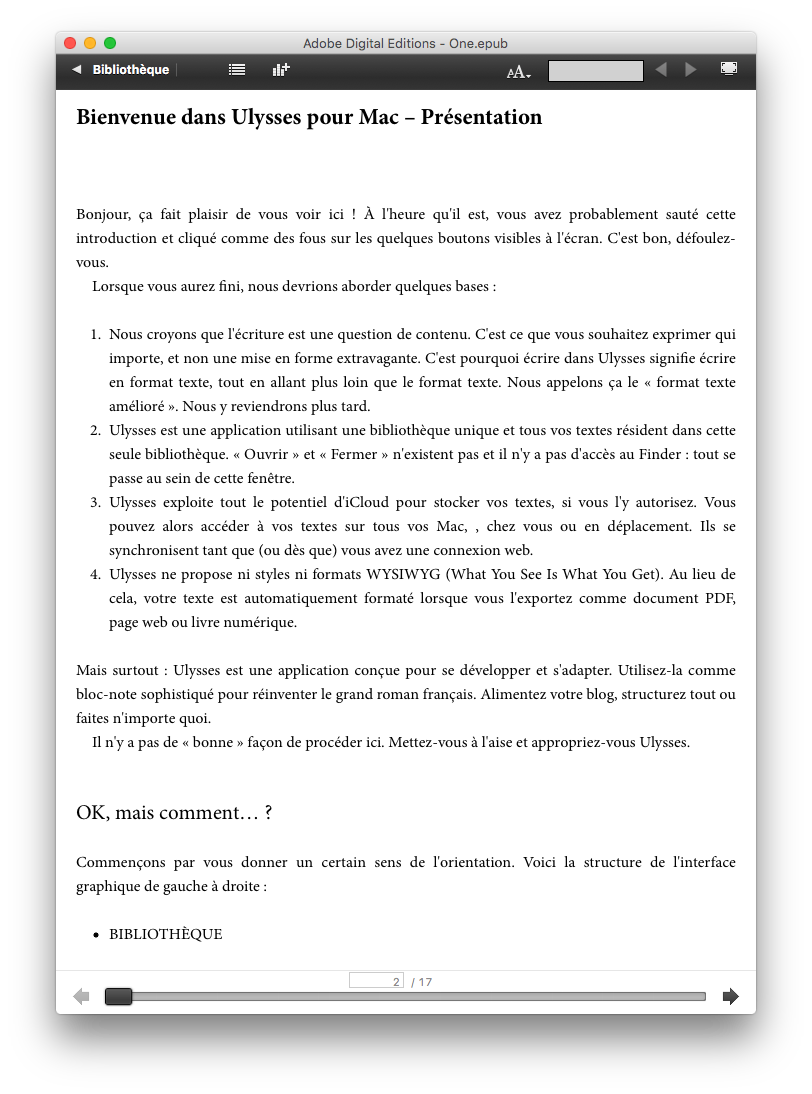 Adobe Digital Editions - One.epub
Bibliothèque
AA
Bienvenue dans Ulysses pour Mac – Présentation
Bonjour, ça fait plaisir de vous voir ici ! À l'heure qu'il est, vous avez probablement sauté cette
introduction et cliqué comme des fous sur les quelques boutons visibles à l'écran. C'est bon, défoulez-
vous.
Lorsque vous aurez fini, nous devrions aborder quelques bases :
1. Nous croyons que l'écriture est une question de contenu. C'est ce que vous souhaitez exprimer qui
importe, et non une mise en forme extravagante. C'est pourquoi écrire dans Ulysses signifie écrire
en format texte, tout en allant plus loin que le format texte. Nous appelons ça le « format texte
amélioré ». Nous y reviendrons plus tard.
2. Ulysses est une application utilisant une bibliothèque unique et tous vos textes résident dans cette
seule bibliothèque. « Ouvrir » et « Fermer » n'existent pas et il n'y a pas d'accès au Finder : tout se
passe au sein de cette fenêtre.
3. Ulysses exploite tout le potentiel d'iCloud pour stocker vos textes, si vous l'y autorisez. Vous
pouvez alors accéder à vos textes sur tous vos Mac, , chez vous ou en déplacement. Ils se
synchronisent tant que (ou dès que) vous avez une connexion web.
4. Ulysses ne propose ni styles ni formats WYSIWYG (What You See Is What You Get). Au lieu de
cela, votre texte est automatiquement formaté lorsque vous l'exportez comme document PDF,
page web ou livre numérique.
Mais surtout : Ulysses est une application conçue pour se développer et s'adapter. Utilisez-la comme
bloc-note sophistiqué pour réinventer le grand roman français. Alimentez votre blog, structurez tout ou
faites n'importe quoi.
Il n'y a pas de « bonne » façon de procéder ici. Mettez-vous à l'aise et appropriez-vous Ulysses.
OK, mais comment… ?
Commençons par vous donner un certain sens de l'orientation. Voici la structure de l'interface
graphique de gauche à droite :
• BIBLIOTHÈQUE
2 / 17